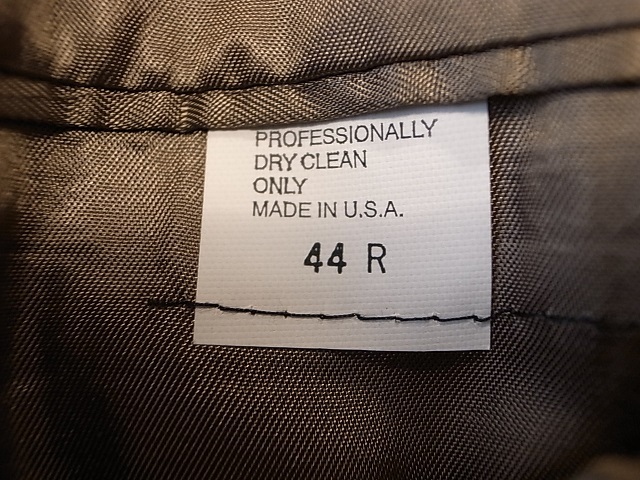 PROFESSIONALLY
DRY CLEAN
ONLY
MADE IN U.S.A.
44 R